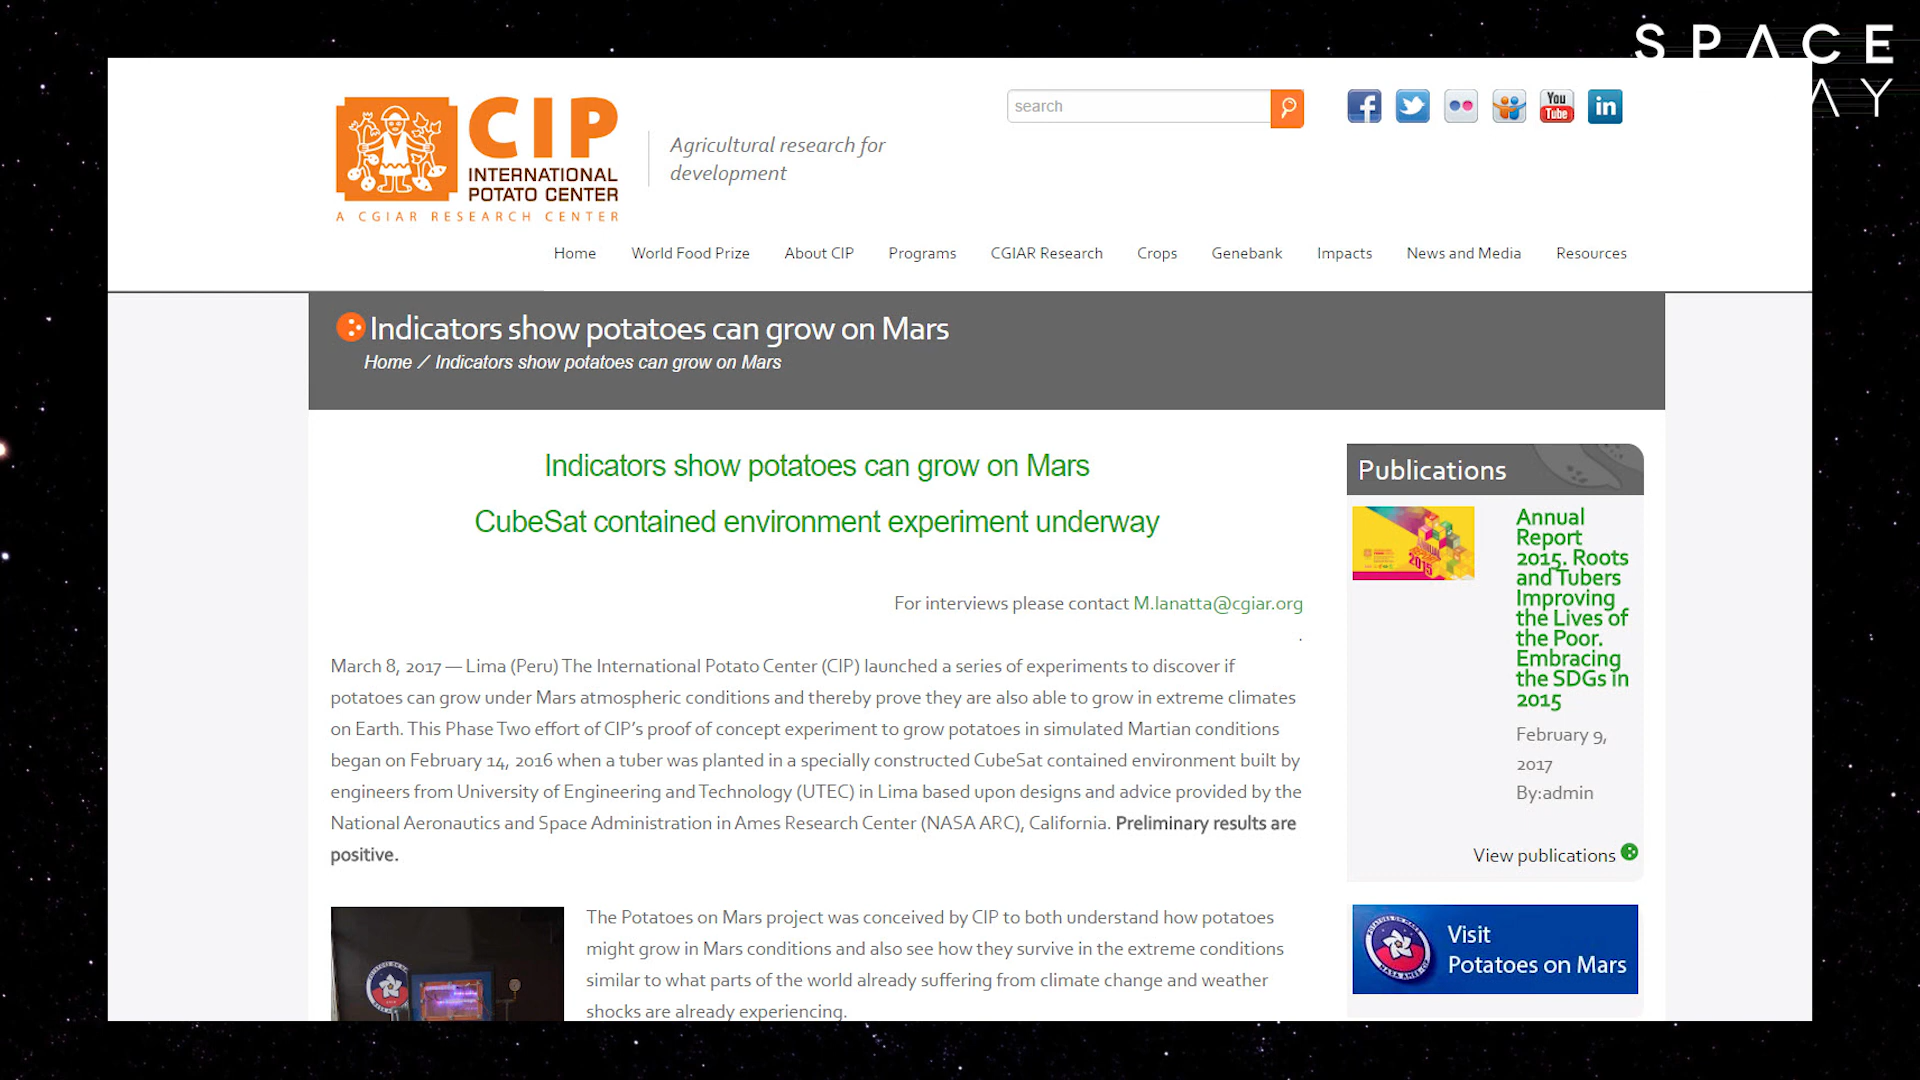 SPACE
AY
CIP
INTERNATIONAL
POTATO CENTER
A CGIAR RESEARCH CENTER
Agricultural research for
development
search
You
Tube
in
Home World Food Prize About CIP Programs CGIAR Research Crops Genebank Impacts News and Media Resources
Indicators show potatoes can grow on Mars
Home / Indicators show potatoes can grow on Mars
Indicators show potatoes can grow on Mars
CubeSat contained environment experiment underway
For interviews please contact M.lanatta@cgiar.org
.
March 8, 2017 — Lima (Peru) The International Potato Center (CIP) launched a series of experiments to discover if
potatoes can grow under Mars atmospheric conditions and thereby prove they are also able to grow in extreme climates
on Earth. This Phase Two effort of CIP’s proof of concept experiment to grow potatoes in simulated Martian conditions
began on February 14, 2016 when a tuber was planted in a specially constructed CubeSat contained environment built by
engineers from University of Engineering and Technology (UTEC) in Lima based upon designs and advice provided by the
National Aeronautics and Space Administration in Ames Research Center (NASA ARC), California. Preliminary results are
positive.
The Potatoes on Mars project was conceived by CIP to both understand how potatoes
might grow in Mars conditions and also see how they survive in the extreme conditions
similar to what parts of the world already suffering from climate change and weather
shocks are already experiencing.
Publications
2015
Annual
Report
2015. Roots
and Tubers
Improving
the Lives of
the Poor.
Embracing
the SDGs in
2015
February 9,
2017
By:admin
View publications
Visit
Potatoes on Mars